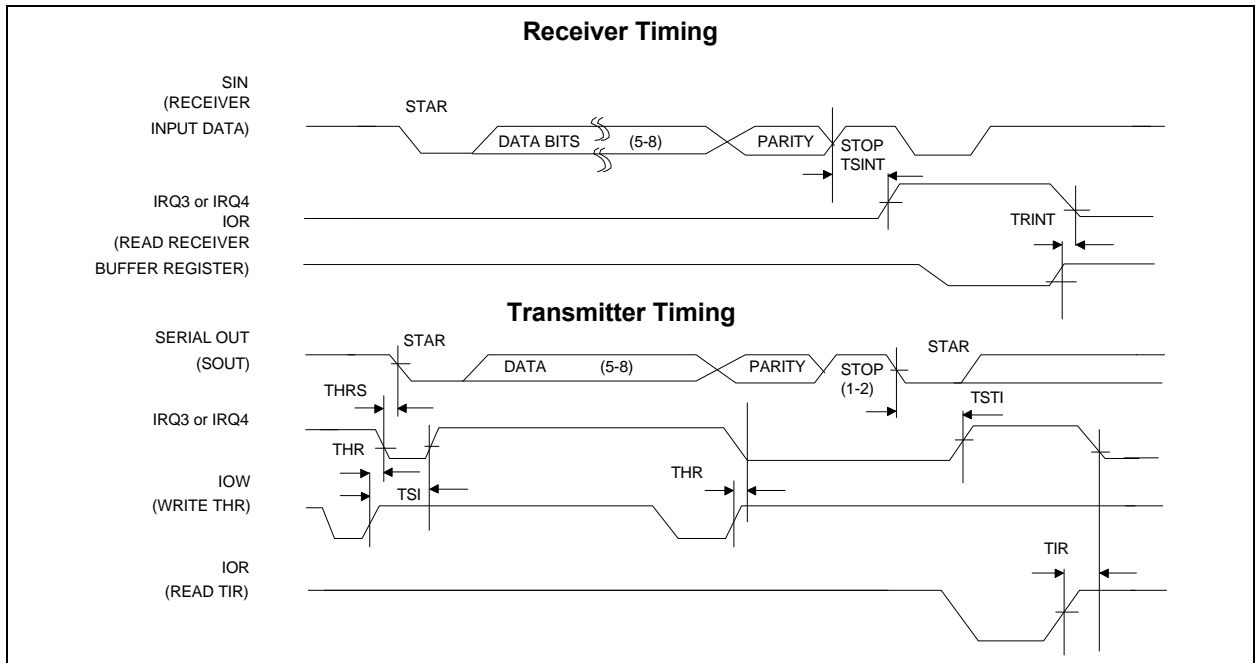 Receiver Timing
SIN
(RECEIVER
INPUT DATA)
STAR
DATA BITS (5-8)
PARITY
STOP
TSINT
IRQ3 or IRQ4
IOR
(READ RECEIVER
BUFFER REGISTER)
TRINT
Transmitter Timing
SERIAL OUT
(SOUT)
STAR
DATA (5-8)
PARITY
STOP
(1-2)
STAR
THRS
TSTI
IRQ3 or IRQ4
THR
THR
IOW
(WRITE THR)
TSI
TIR
IOR
(READ TIR)